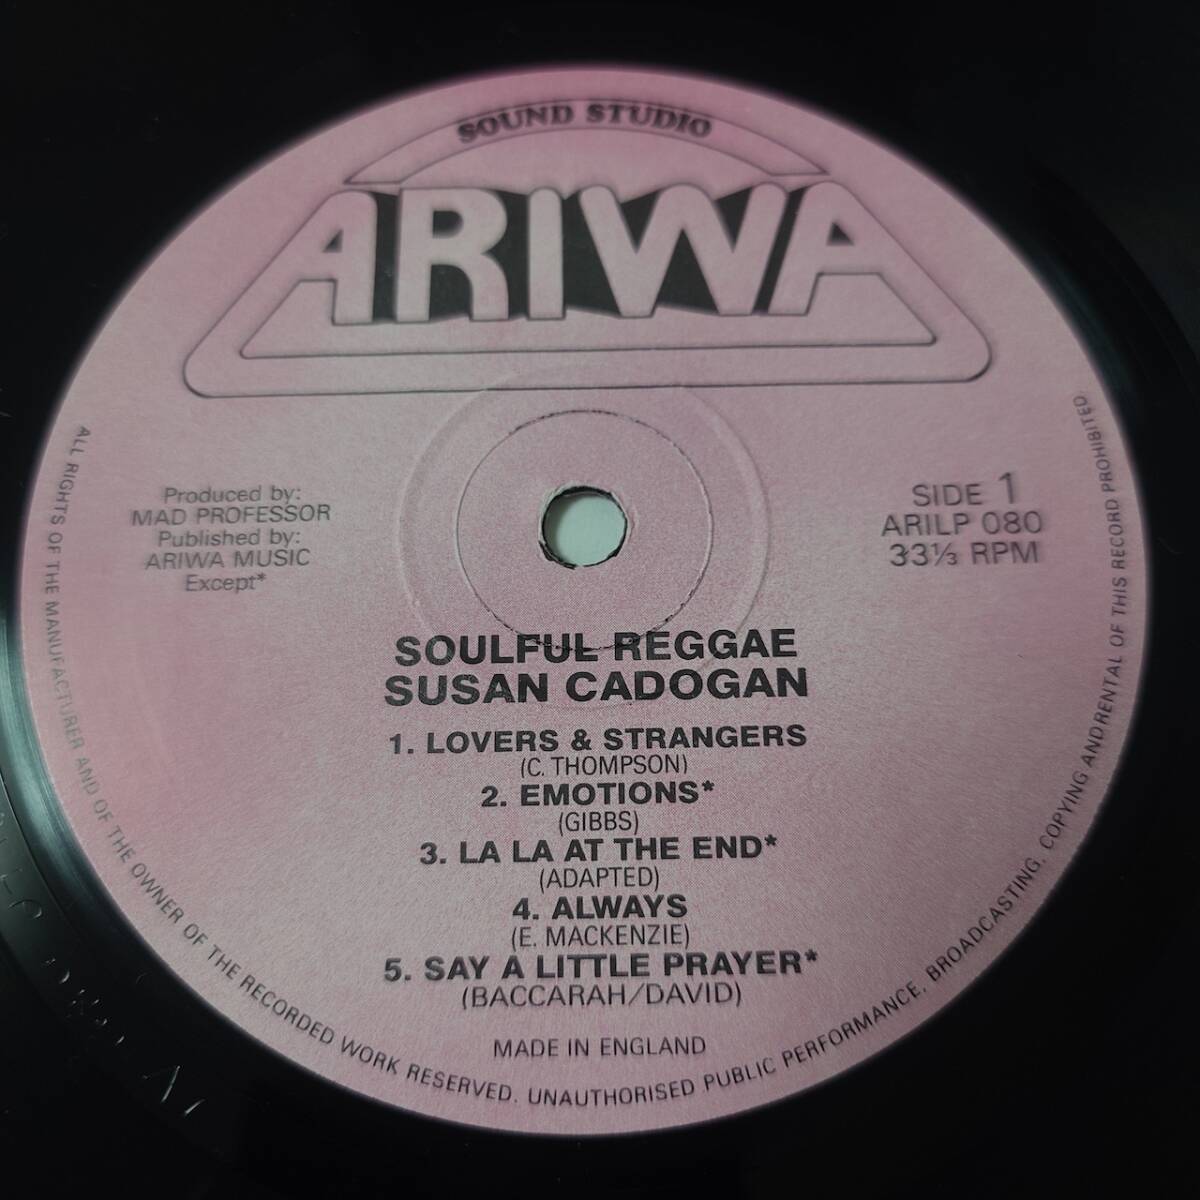 SOUND STUDIO
ARIWA
Produced by:
MAD PROFESSOR
Published by:
ARIWA MUSIC
Except*
SIDE 1
ARILP 080
33⅓ RPM
SOULFUL REGGAE
SUSAN CADOGAN
1. LOVERS & STRANGERS
(C. THOMPSON)
2. EMOTIONS*
(GIBBS)
3. LA LA AT THE END*
(ADAPTED)
4. ALWAYS
(E. MACKENZIE)
5. SAY A LITTLE PRAYER*
(BACCARAH/DAVID)
MADE IN ENGLAND
ALL RIGHTS OF THE MANUFACTURER AND OF THE OWNER OF THE RECORDED WORK RESERVED. UNAUTHORISED PUBLIC PERFORMANCE, BROADCASTING, COPYING AND RENTAL OF THIS RECORD PROHIBITED.